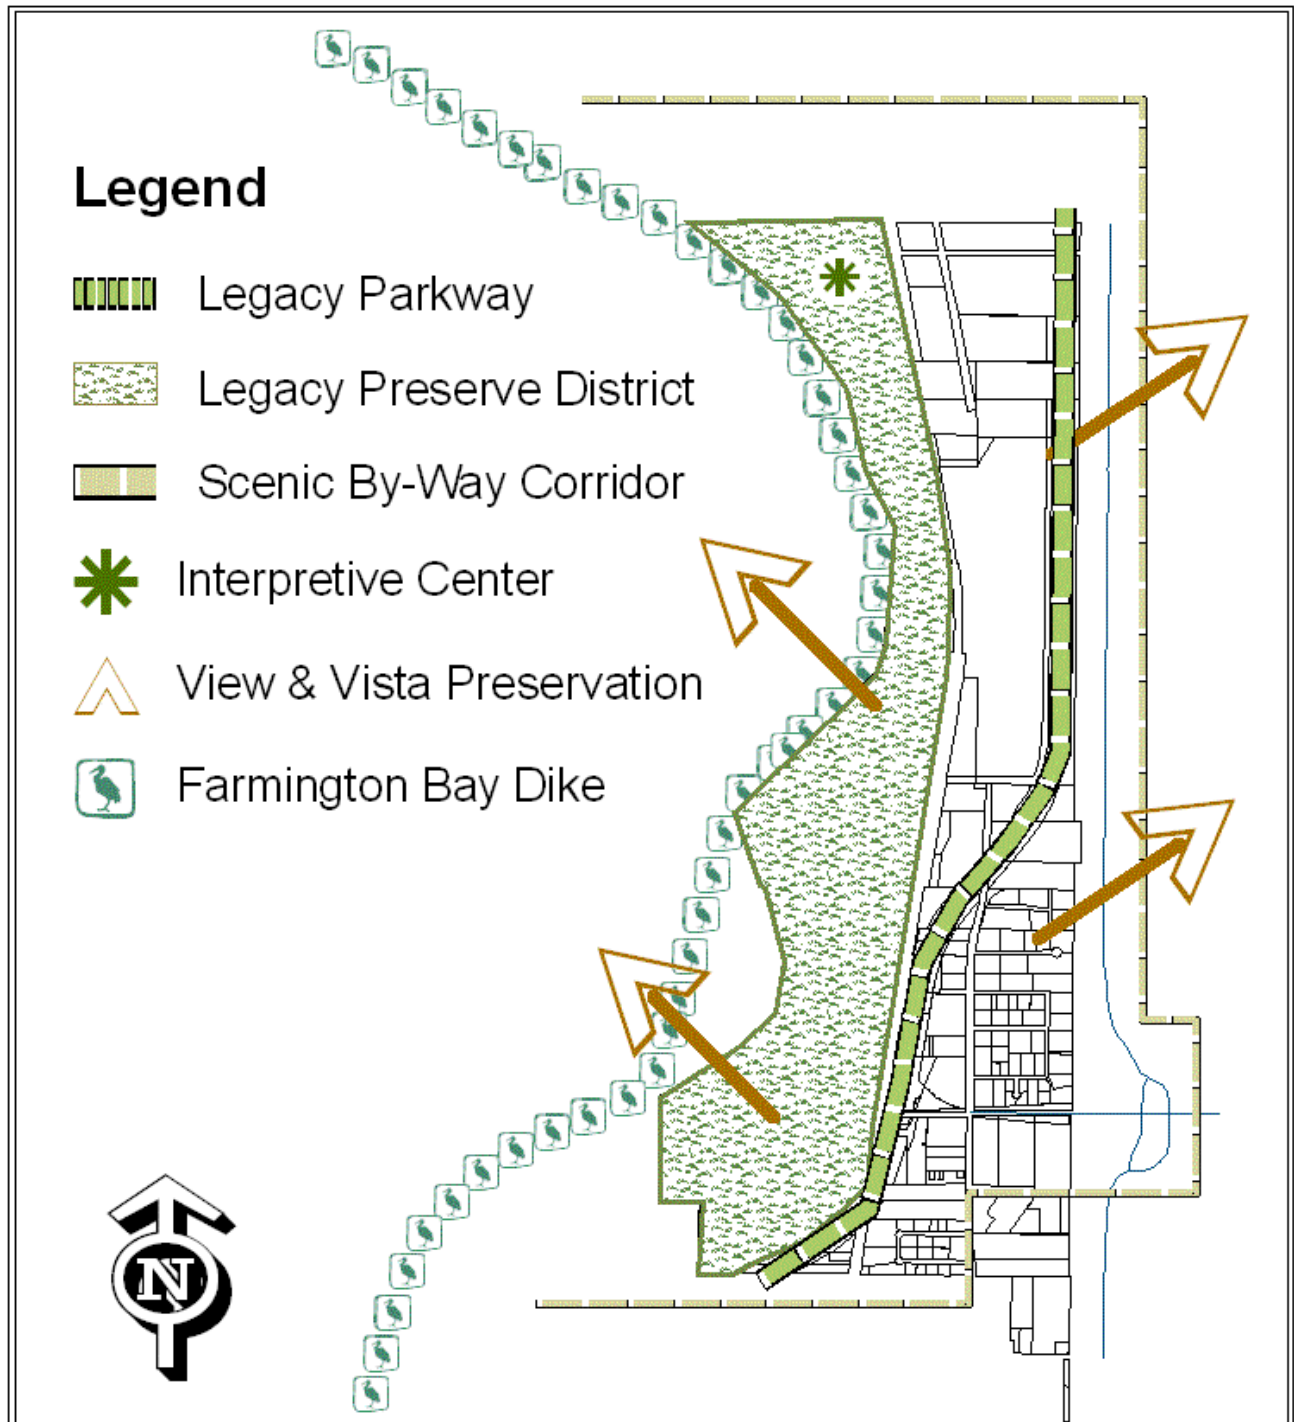 Legend
Legacy Parkway
Legacy Preserve District
Scenic By-Way Corridor
Interpretive Center
View & Vista Preservation
Farmington Bay Dike
N